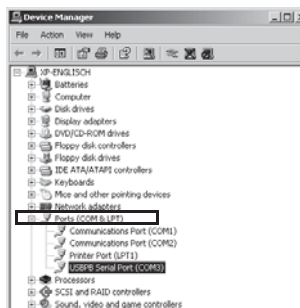 Device Manager
File Action View Help
XP-ENGLISCH
Batteries
Computer
Disk drives
Display adapters
DVD/CD-ROM drives
Floppy disk controllers
Floppy disk drives
IDE ATA/ATAPI controllers
Keyboards
Mice and other pointing devices
Network adapters
Ports (COM & LPT)
Communications Port (COM1)
Communications Port (COM2)
Printer Port (LPT1)
USBPB Serial Port (COM3)
Processors
SCSI and RAID controllers
Sound, video and game controllers